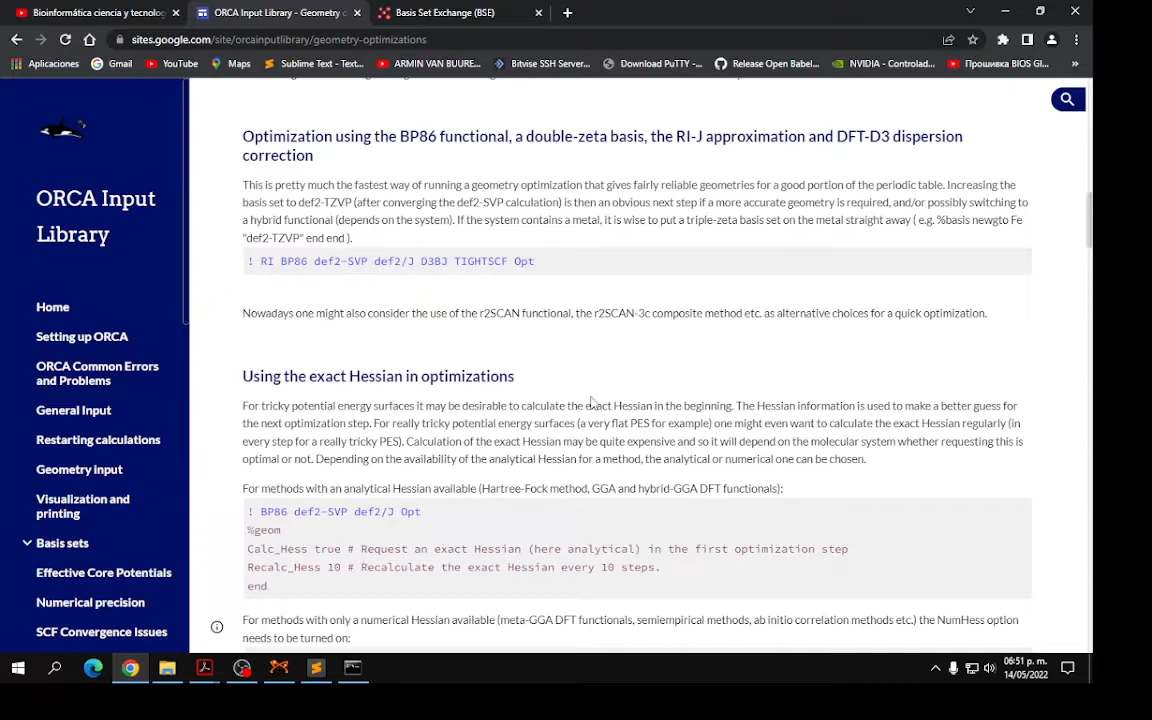 Bioinformática ciencia y tecnolog
ORCA Input Library - Geometry o
Basis Set Exchange (BSE)
sites.google.com/site/orcainputlibrary/geometry-optimizations
Aplicaciones
Gmail
YouTube
Maps
Sublime Text - Text...
ARMIN VAN BUURE...
Bitvise SSH Server...
Download PuTTY -...
Release Open Babel...
NVIDIA - Controlad...
Прошивка BIOS GI...
ORCA Input
Library
Home
Setting up ORCA
ORCA Common Errors
and Problems
General Input
Restarting calculations
Geometry input
Visualization and
printing
Basis sets
Effective Core Potentials
Numerical precision
SCF Convergence Issues
Optimization using the BP86 functional, a double-zeta basis, the RI-J approximation and DFT-D3 dispersion
correction
This is pretty much the fastest way of running a geometry optimization that gives fairly reliable geometries for a good portion of the periodic table. Increasing the
basis set to def2-TZVP (after converging the def2-SVP calculation) is then an obvious next step if a more accurate geometry is required, and/or possibly switching to
a hybrid functional (depends on the system). If the system contains a metal, it is wise to put a triple-zeta basis set on the metal straight away ( e.g. %basis newgto Fe
"def2-TZVP" end end ).
! RI BP86 def2-SVP def2/J D3BJ TIGHTSCF Opt
Nowadays one might also consider the use of the r2SCAN functional, the r2SCAN-3c composite method etc. as alternative choices for a quick optimization.
Using the exact Hessian in optimizations
For tricky potential energy surfaces it may be desirable to calculate the exact Hessian in the beginning. The Hessian information is used to make a better guess for
the next optimization step. For really tricky potential energy surfaces (a very flat PES for example) one might even want to calculate the exact Hessian regularly (in
every step for a really tricky PES). Calculation of the exact Hessian may be quite expensive and so it will depend on the molecular system whether requesting this is
optimal or not. Depending on the availability of the analytical Hessian for a method, the analytical or numerical one can be chosen.
For methods with an analytical Hessian available (Hartree-Fock method, GGA and hybrid-GGA DFT functionals):
! BP86 def2-SVP def2/J Opt
%geom
Calc_Hess true # Request an exact Hessian (here analytical) in the first optimization step
Recalc_Hess 10 # Recalculate the exact Hessian every 10 steps.
end
For methods with only a numerical Hessian available (meta-GGA DFT functionals, semiempirical methods, ab initio correlation methods etc.) the NumHess option
needs to be turned on:
06:51 p. m.
14/05/2022